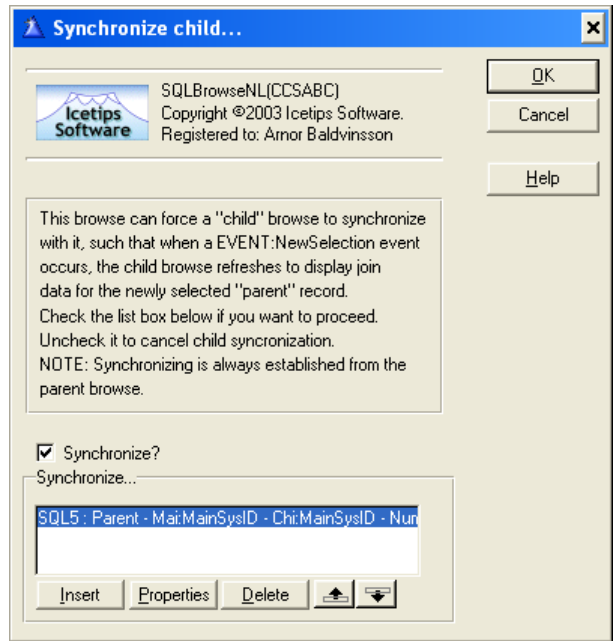 Synchronize child...
SQLBrowseNL(CCSABC)
Copyright ©2003 Icetips Software.
Registered to: Arnor Baldvinsson
Icetips
Software
OK
Cancel
Help
This browse can force a "child" browse to synchronize
with it, such that when a EVENT:NewSelection event
occurs, the child browse refreshes to display join
data for the newly selected "parent" record.
Check the list box below if you want to proceed.
Uncheck it to cancel child syncronization.
NOTE: Synchronizing is always established from the
parent browse.
Synchronize?
Synchronize...
SQL5 : Parent - Mai:MainSysID - Chi:MainSysID - Num
Insert
Properties
Delete